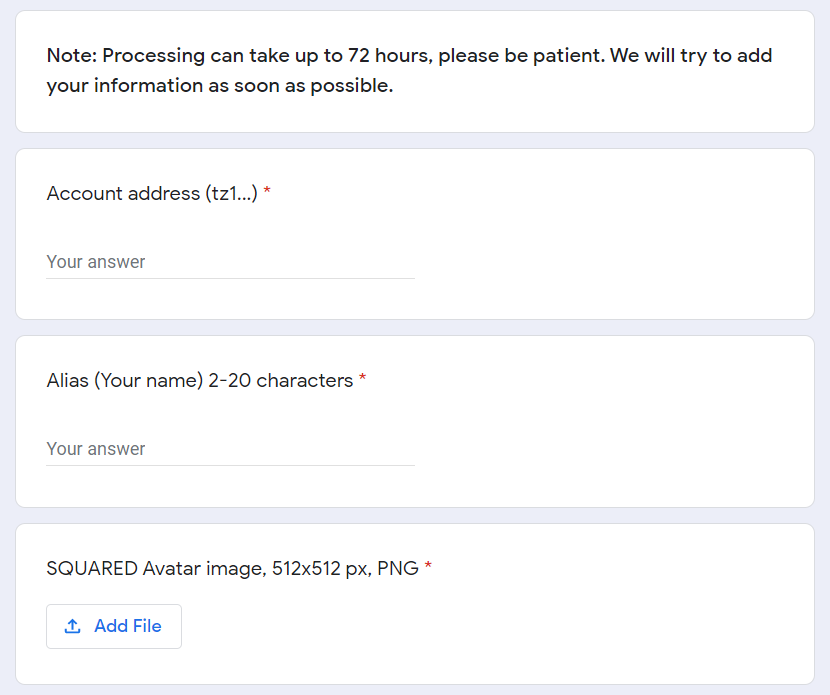 Note: Processing can take up to 72 hours, please be patient. We will try to add
your information as soon as possible.
Account address (tz1...) *
Your answer
Alias (Your name) 2-20 characters *
Your answer
SQUARED Avatar image, 512x512 px, PNG *
Add File